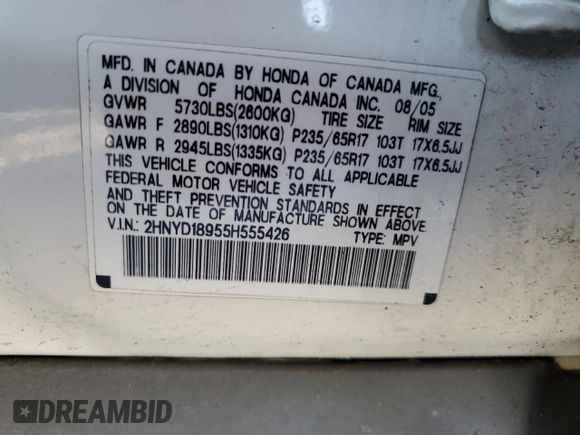 MFD. IN CANADA BY HONDA OF CANADA MFG.
A DIVISION OF HONDA CANADA INC. 08/05
GVWR 5730LBS(2600KG) TIRE SIZE RIM SIZE
GAWR F 2890LBS(1310KG) P235/65R17 103T 17X6.5JJ
GAWR R 2945LBS(1335KG) P235/65R17 103T 17X6.5JJ
THIS VEHICLE CONFORMS TO ALL APPLICABLE
FEDERAL MOTOR VEHICLE SAFETY
AND THEFT PREVENTION STANDARDS IN EFFECT
ON THE DATE OF MANUFACTURE SHOWN ABOVE.
V.I.N.: 2HNYD18955H555426 TYPE: MPV
DREAMBID